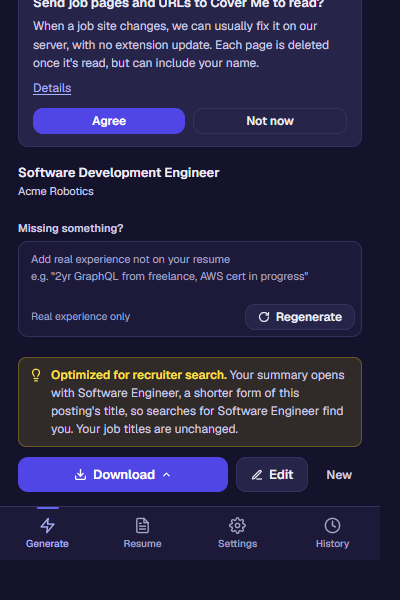 Send job pages and URLs to Cover Me to read?
When a job site changes, we can usually fix it on our
server, with no extension update. Each page is deleted
once it's read, but can include your name.
Details
Agree
Not now
Software Development Engineer
Acme Robotics
Missing something?
Add real experience not on your resume
e.g. "2yr GraphQL from freelance, AWS cert in progress"
Real experience only
Regenerate
Optimized for recruiter search. Your summary opens
with Software Engineer, a shorter form of this
posting's title, so searches for Software Engineer find
you. Your job titles are unchanged.
Download
Edit
New
Generate
Resume
Settings
History